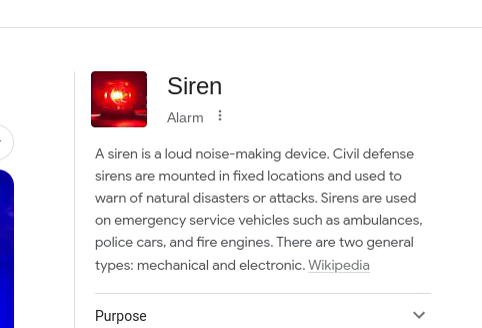 Siren
Alarm
A siren is a loud noise-making device. Civil defense
sirens are mounted in fixed locations and used to
warn of natural disasters or attacks. Sirens are used
on emergency service vehicles such as ambulances,
police cars, and fire engines. There are two general
types: mechanical and electronic. Wikipedia
Purpose